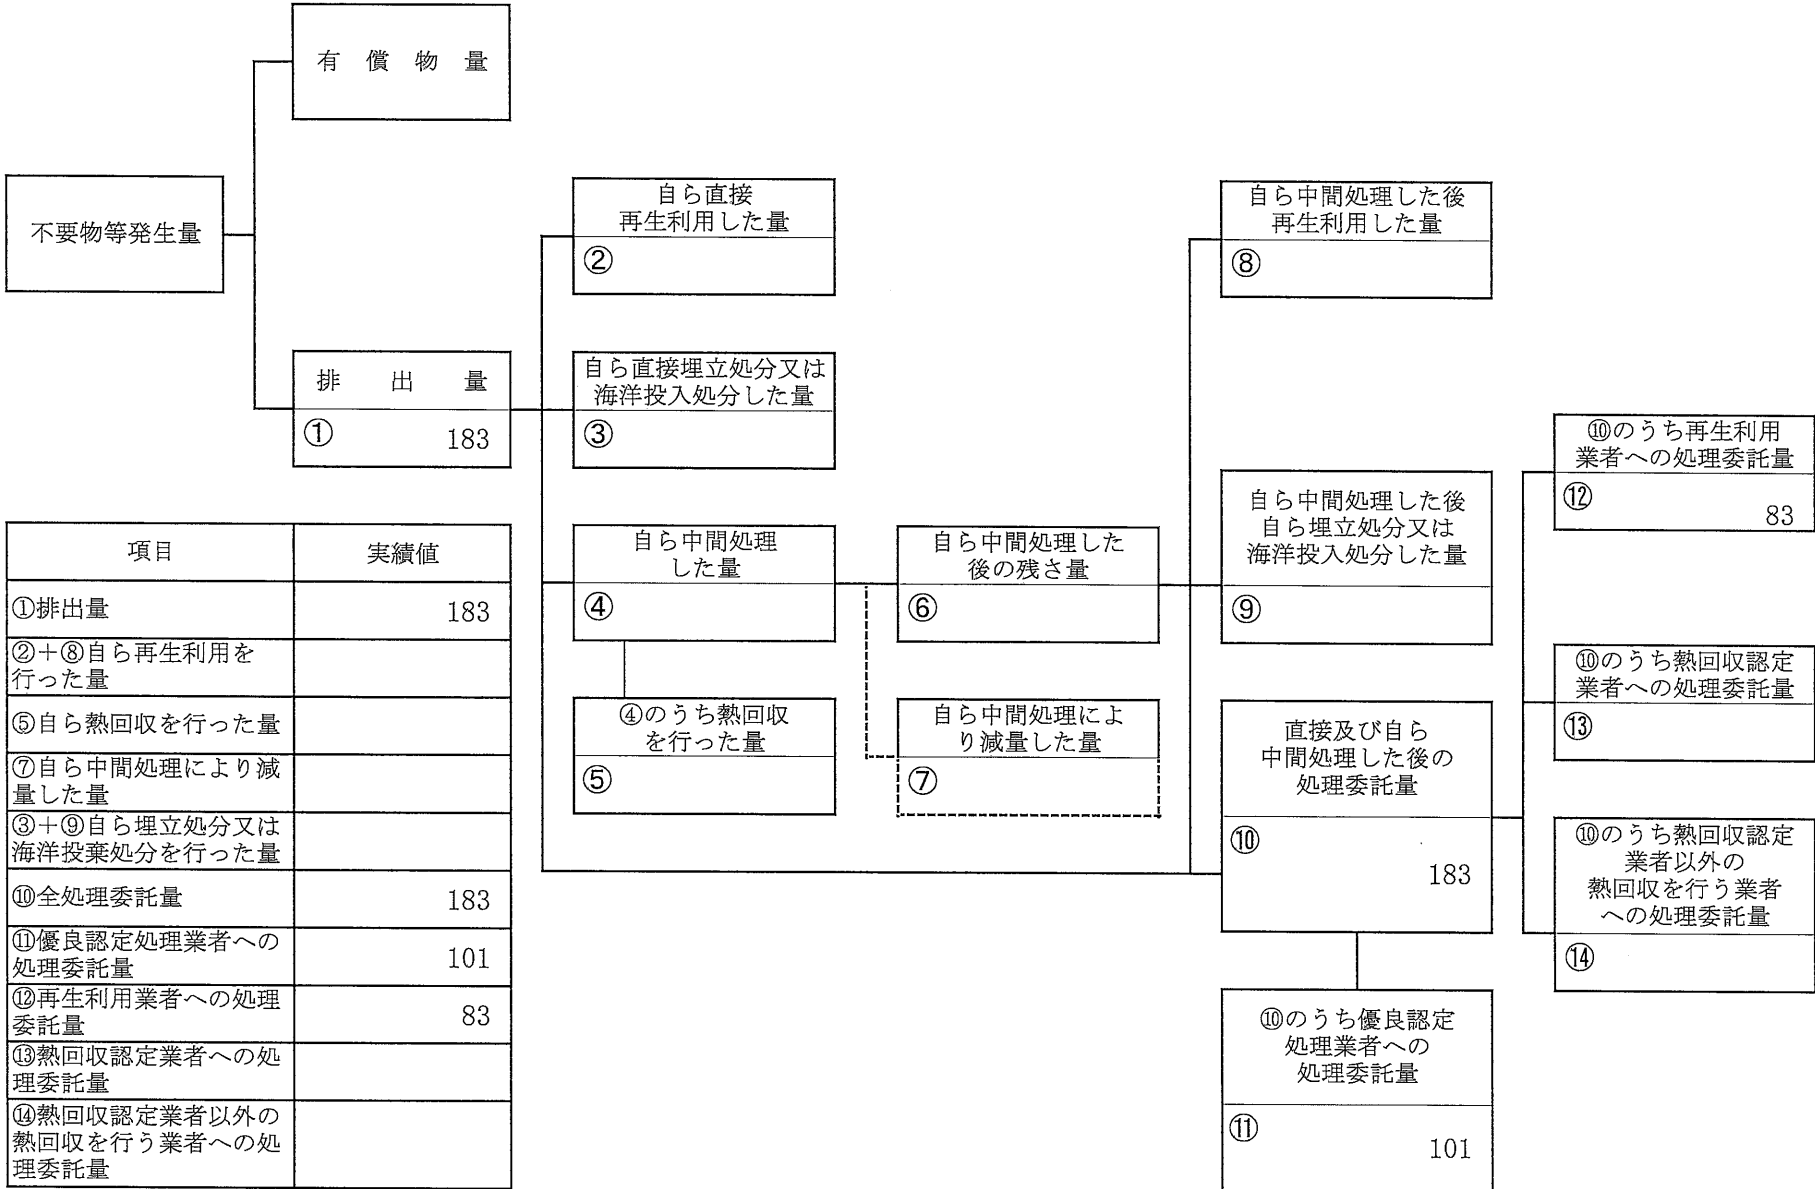 有償物量
不要物等発生量
排出量
① 183
自ら直接
再生利用した量
②
自ら直接埋立処分又は
海洋投入処分した量
③
自ら中間処理
した量
④
④のうち熱回収
を行った量
⑤
自ら中間処理した
後の残さ量
⑥
自ら中間処理によ
り減量した量
⑦
自ら中間処理した後
再生利用した量
⑧
自ら中間処理した後
自ら埋立処分又は
海洋投入処分した量
⑨
直接及び自ら
中間処理した後の
処理委託量
⑩
183
⑩のうち優良認定
処理業者への
処理委託量
⑪
101
⑩のうち再生利用
業者への処理委託量
⑫
83
⑩のうち熱回収認定
業者への処理委託量
⑬
⑩のうち熱回収認定
業者以外の
熱回収を行う業者
への処理委託量
⑭
項目 実績値
①排出量 183
②+⑧自ら再生利用を
行った量
⑤自ら熱回収を行った量
⑦自ら中間処理により減
量した量
③+⑨自ら埋立処分又は
海洋投棄処分を行った量
⑩全処理委託量 183
⑪優良認定処理業者への
処理委託量 101
⑫再生利用業者への処理
委託量 83
⑬熱回収認定業者への処
理委託量
⑭熱回収認定業者以外の
熱回収を行う業者への処
理委託量